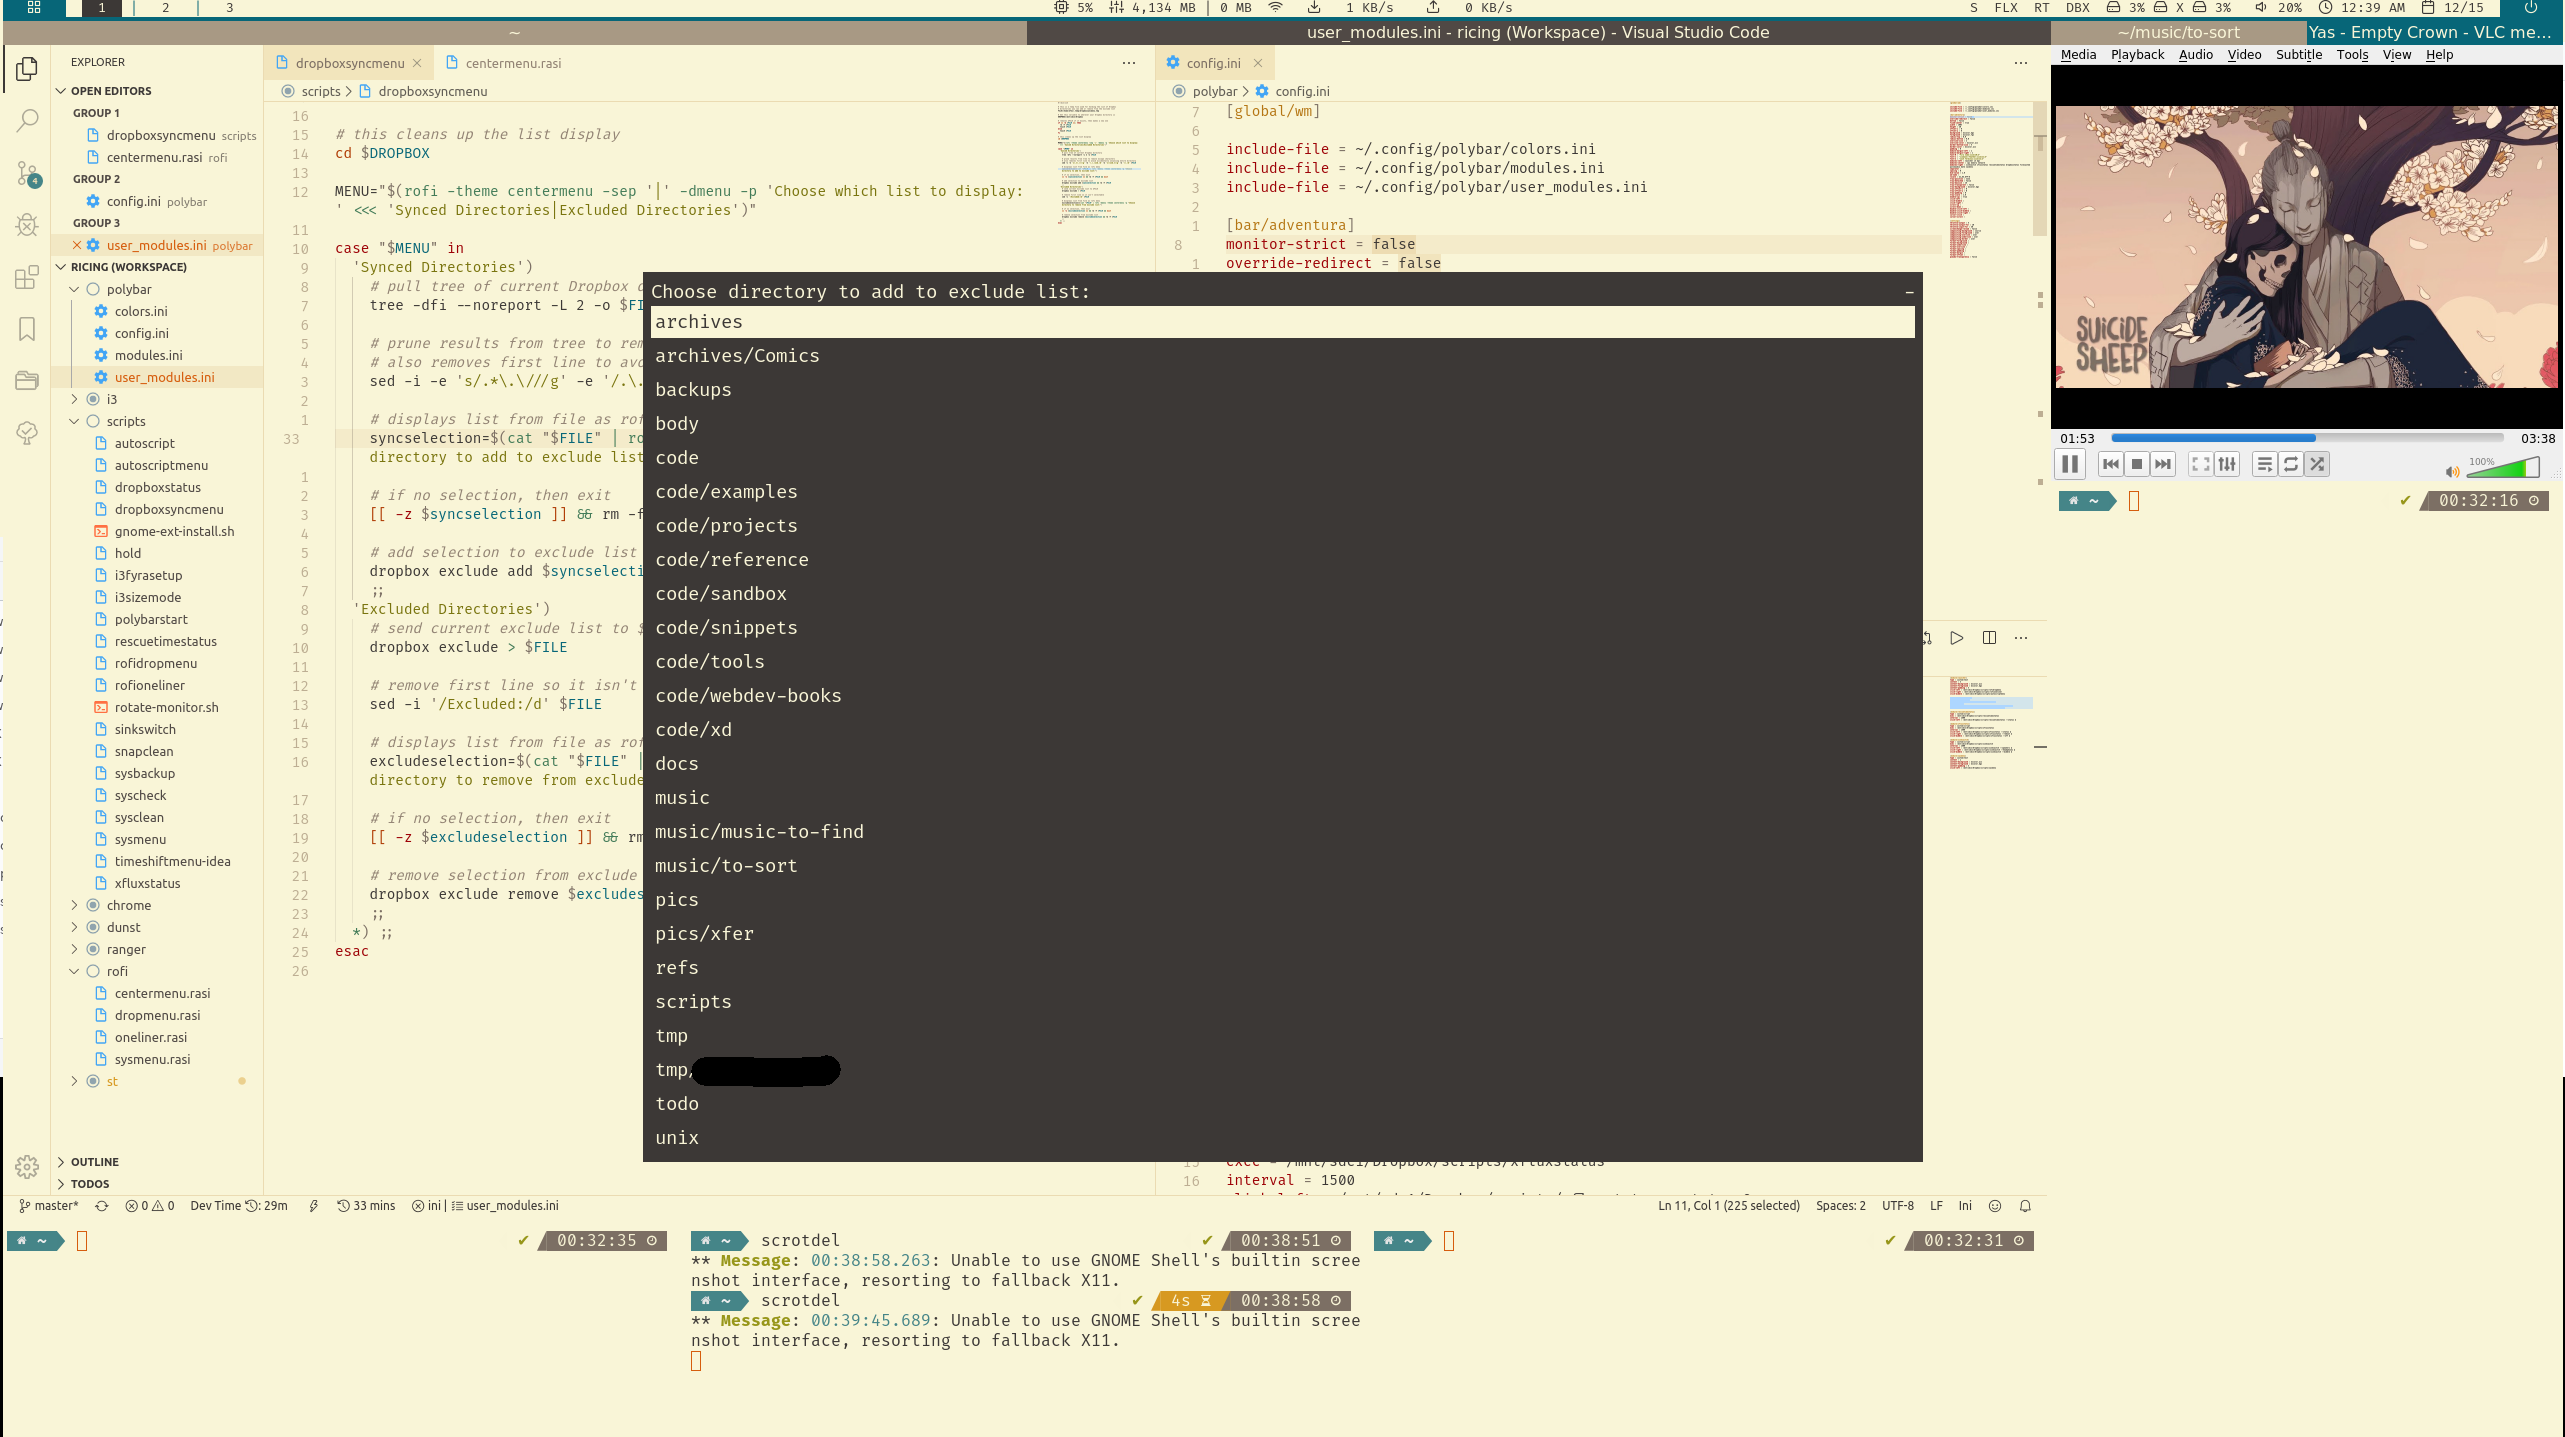 1 | 2 | 3
5% 4,134 MB | 0 MB 1 KB/s 0 KB/s
S FLX RT DBX 3% X 3% 20% 12:39 AM 12/15
~
user_modules.ini - ricing (Workspace) - Visual Studio Code
~/music/to-sort
Yas - Empty Crown - VLC me...
EXPLORER
OPEN EDITORS
GROUP 1
dropboxsyncmenu scripts
centermenu.rasi rofi
GROUP 2
config.ini polybar
GROUP 3
user_modules.ini polybar
RICING (WORKSPACE)
polybar
colors.ini
config.ini
modules.ini
user_modules.ini
i3
scripts
autoscript
autoscriptmenu
dropboxstatus
dropboxsyncmenu
gnome-ext-install.sh
hold
i3fyrasetup
i3sizemode
polybarstart
rescuetimestatus
rofidropmenu
rofioneliner
rotate-monitor.sh
sinkswitch
snapclean
sysbackup
syscheck
sysclean
sysmenu
timeshiftmenu-idea
xfluxstatus
chrome
dunst
ranger
rofi
centermenu.rasi
dropmenu.rasi
oneliner.rasi
sysmenu.rasi
st
OUTLINE
TODOS
4
dropboxsyncmenu
centermenu.rasi
scripts > dropboxsyncmenu
16
15 # this cleans up the list display
14 cd $DROPBOX
13
12 MENU="$(rofi -theme centermenu -sep '|' -dmenu -p 'Choose which list to display:
' <<< 'Synced Directories|Excluded Directories')"
11
10 case "$MENU" in
9 'Synced Directories')
8 # pull tree of current Dropbox
7 tree -dfi --noreport -L 2 -o $FI
6
5 # prune results from tree to re
4 # also removes first line to avo
3 sed -i -e 's/.*\.\///g' -e '/.\.
2
1 # displays list from file as rof
33 syncselection=$(cat "$FILE" | ro
directory to add to exclude list
1
2 # if no selection, then exit
3 [[ -z $syncselection ]] && rm -f
4
5 # add selection to exclude list
6 dropbox exclude add $syncselecti
7 ;;
8 'Excluded Directories')
9 # send current exclude list to $
10 dropbox exclude > $FILE
11
12 # remove first line so it isn't
13 sed -i '/Excluded:/d' $FILE
14
15 # displays list from file as rof
16 excludeselection=$(cat "$FILE" |
directory to remove from exclude
17
18 # if no selection, then exit
19 [[ -z $excludeselection ]] && rm
20
21 # remove selection from exclude
22 dropbox exclude remove $excludes
23 ;;
24 *) ;;
25 esac
26
config.ini
polybar > config.ini
7 [global/wm]
6
5 include-file = ~/.config/polybar/colors.ini
4 include-file = ~/.config/polybar/modules.ini
3 include-file = ~/.config/polybar/user_modules.ini
2
1 [bar/adventura]
8 monitor-strict = false
1 override-redirect = false
Choose directory to add to exclude list:
archives
archives/Comics
backups
body
code
code/examples
code/projects
code/reference
code/sandbox
code/snippets
code/tools
code/webdev-books
code/xd
docs
music
music/music-to-find
music/to-sort
pics
pics/xfer
refs
scripts
tmp
tmp/
todo
unix
16 interval = 1500
master* 0 0 Dev Time : 29m 33 mins ini | user_modules.ini
Ln 11, Col 1 (225 selected) Spaces: 2 UTF-8 LF Ini
~ ✔ 00:32:35
~ scrotdel ✔ 00:38:51
** Message: 00:38:58.263: Unable to use GNOME Shell's builtin scree
nshot interface, resorting to fallback X11.
~ scrotdel ✔ 4s 00:38:58
** Message: 00:39:45.689: Unable to use GNOME Shell's builtin scree
nshot interface, resorting to fallback X11.
~ ✔ 00:32:31
Media Playback Audio Video Subtitle Tools View Help
SUiCiDE
SHEEP
01:53 03:38
100%
~ ✔ 00:32:16